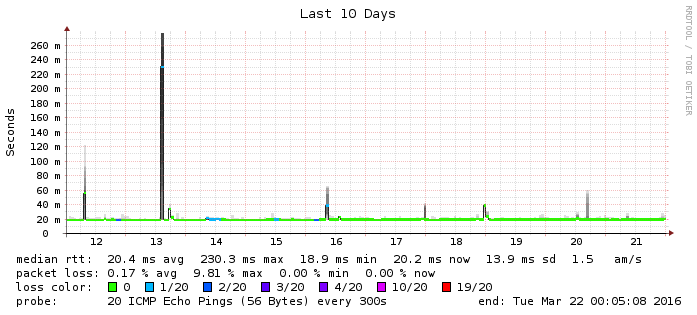 Last 10 Days
RRDTOOL / TOBI OETIKER
Seconds
260 m
240 m
220 m
200 m
180 m
160 m
140 m
120 m
100 m
80 m
60 m
40 m
20 m
0
12 13 14 15 16 17 18 19 20 21
median rtt: 20.4 ms avg 230.3 ms max 18.9 ms min 20.2 ms now 13.9 ms sd 1.5 am/s
packet loss: 0.17 % avg 9.81 % max 0.00 % min 0.00 % now
loss color: 0 1/20 2/20 3/20 4/20 10/20 19/20
probe: 20 ICMP Echo Pings (56 Bytes) every 300s end: Tue Mar 22 00:05:08 2016